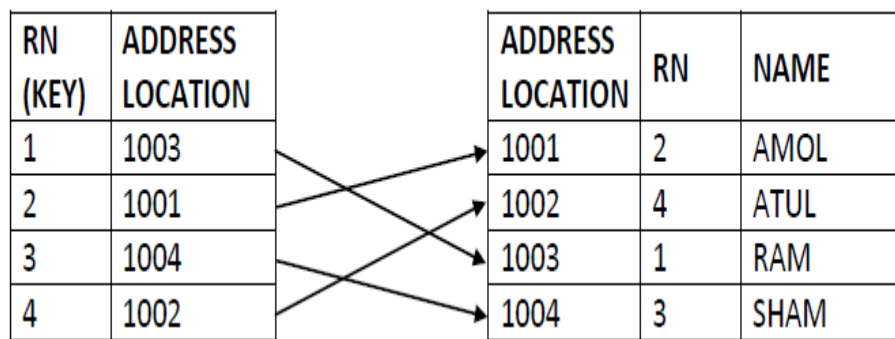 RN (KEY) ADDRESS LOCATION
1 1003
2 1001
3 1004
4 1002
ADDRESS LOCATION RN NAME
1001 2 AMOL
1002 4 ATUL
1003 1 RAM
1004 3 SHAM